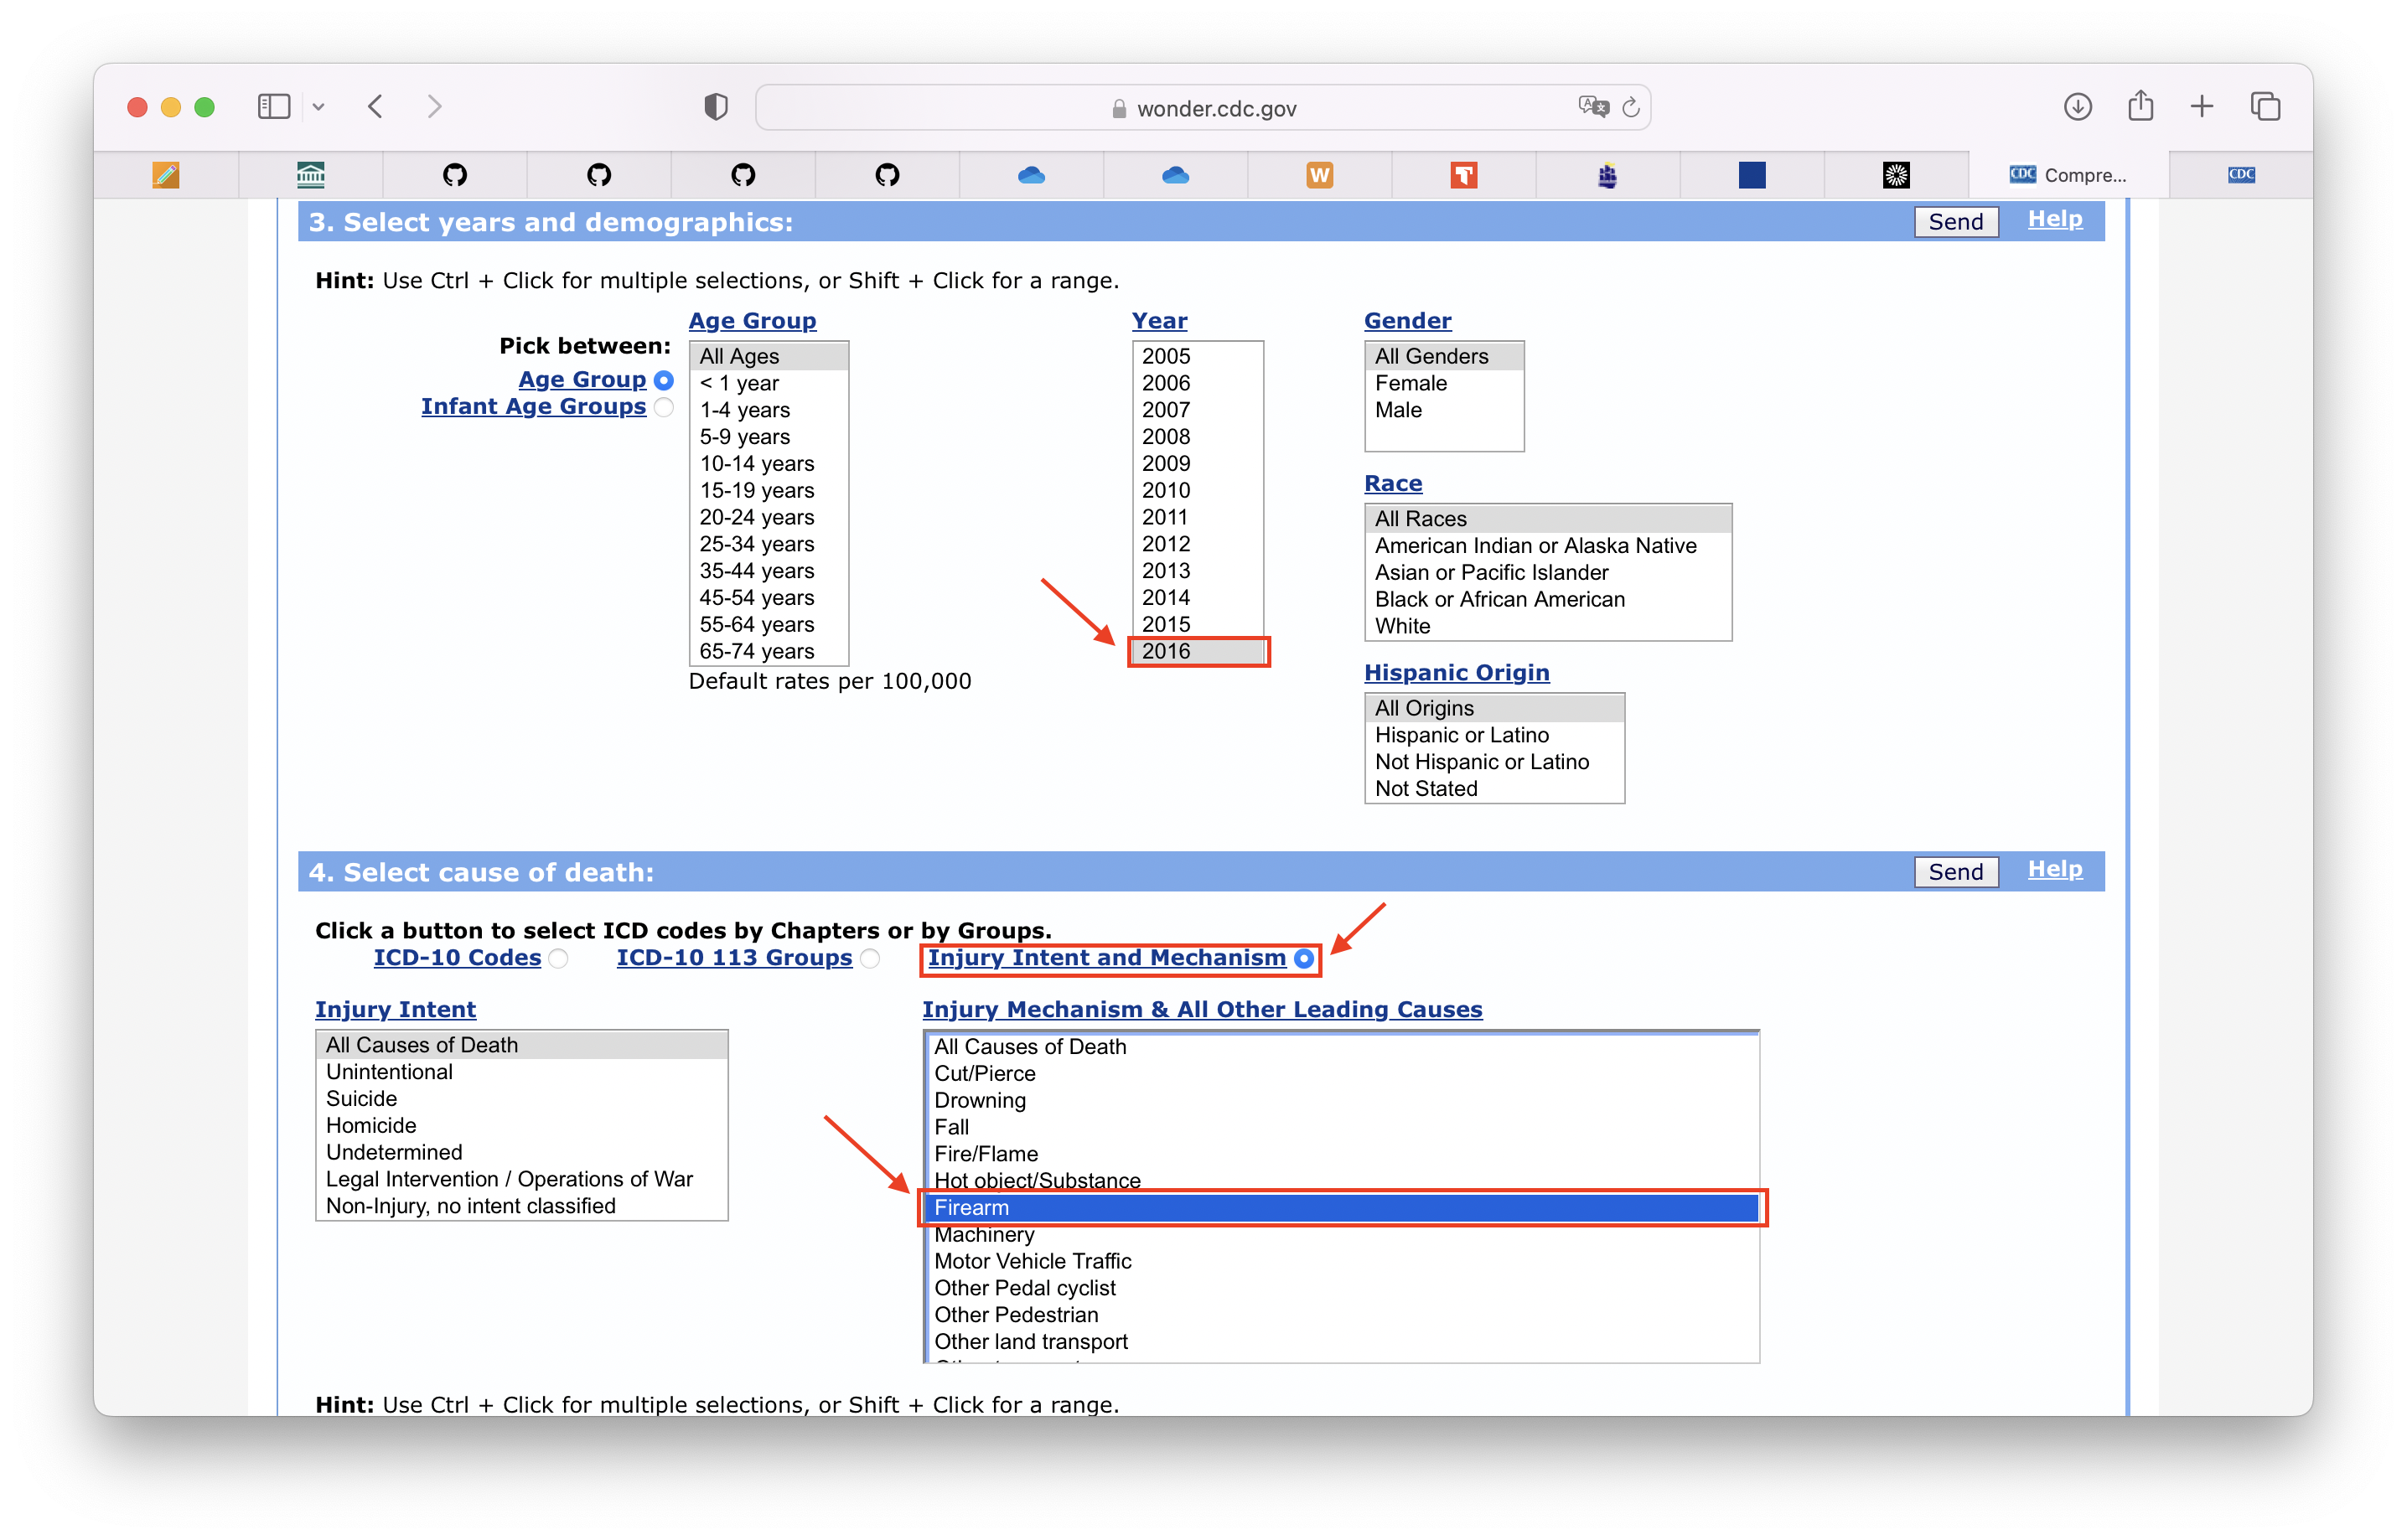 wonder.cdc.gov
W
CDC Compre...
CDC
3. Select years and demographics:
Send
Help
Hint: Use Ctrl + Click for multiple selections, or Shift + Click for a range.
Pick between:
Age Group
Infant Age Groups
Age Group
All Ages
< 1 year
1-4 years
5-9 years
10-14 years
15-19 years
20-24 years
25-34 years
35-44 years
45-54 years
55-64 years
65-74 years
Default rates per 100,000
Year
2005
2006
2007
2008
2009
2010
2011
2012
2013
2014
2015
2016
Gender
All Genders
Female
Male
Race
All Races
American Indian or Alaska Native
Asian or Pacific Islander
Black or African American
White
Hispanic Origin
All Origins
Hispanic or Latino
Not Hispanic or Latino
Not Stated
4. Select cause of death:
Send
Help
Click a button to select ICD codes by Chapters or by Groups.
ICD-10 Codes
ICD-10 113 Groups
Injury Intent and Mechanism
Injury Intent
All Causes of Death
Unintentional
Suicide
Homicide
Undetermined
Legal Intervention / Operations of War
Non-Injury, no intent classified
Injury Mechanism & All Other Leading Causes
All Causes of Death
Cut/Pierce
Drowning
Fall
Fire/Flame
Hot object/Substance
Firearm
Machinery
Motor Vehicle Traffic
Other Pedal cyclist
Other Pedestrian
Other land transport
Hint: Use Ctrl + Click for multiple selections, or Shift + Click for a range.